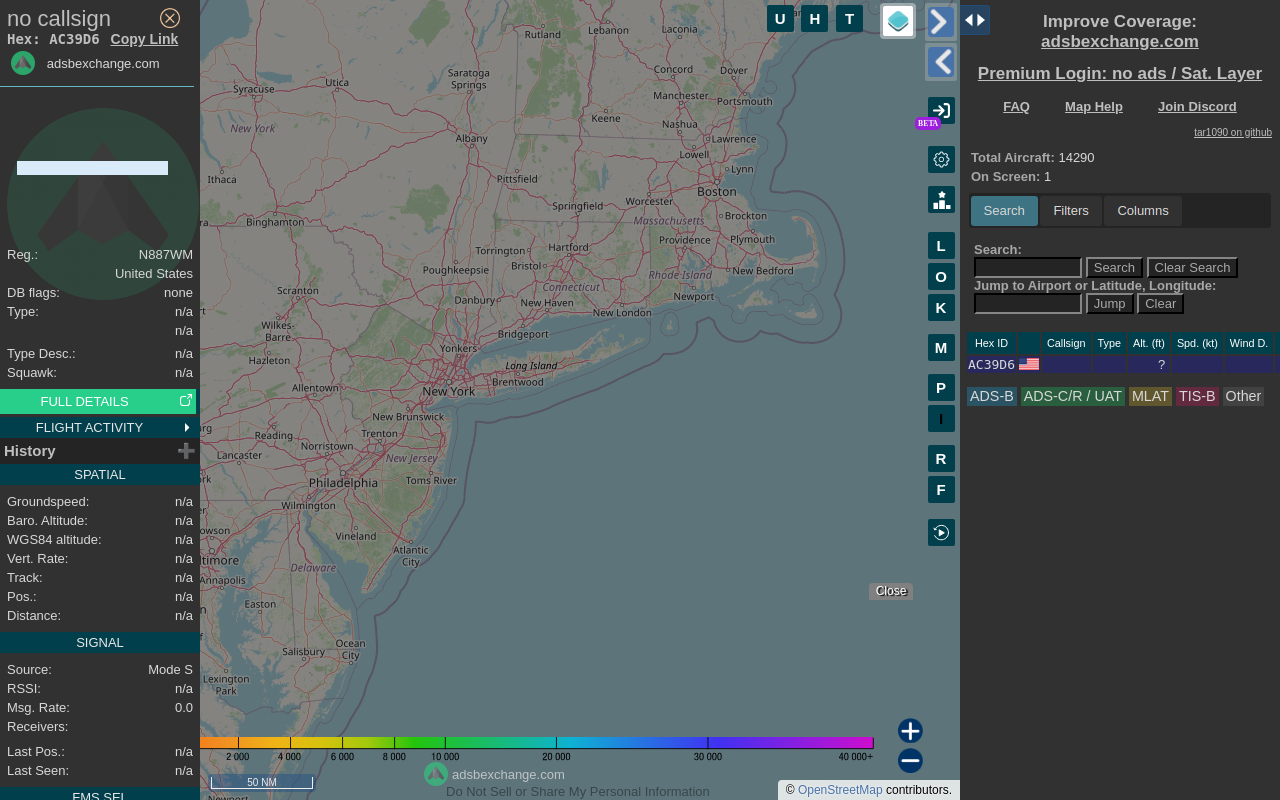 no callsign
Hex: AC39D6 Copy Link
adsbexchange.com
Reg.: N887WM
United States
DB flags: none
Type: n/a
n/a
Type Desc.: n/a
Squawk: n/a
FULL DETAILS
FLIGHT ACTIVITY
History
SPATIAL
Groundspeed: n/a
Baro. Altitude: n/a
WGS84 altitude: n/a
Vert. Rate: n/a
Track: n/a
Pos.: n/a
Distance: n/a
SIGNAL
Source: Mode S
RSSI: n/a
Msg. Rate: 0.0
Receivers:
Last Pos.: n/a
Last Seen: n/a
FMS SEL
U H T
Rutland
Lebanon
Laconia
Concord
Dover
Saratoga
Springs
Utica
Syracuse
Manchester
Portsmouth
Keene
Nashua
New York
Albany
Lawrence
Lowell
Lynn
Ithaca
Pittsfield
Boston
Worcester
Springfield
Massachusetts
Brockton
Binghamton
Providence
Plymouth
Hartford
Torrington
Bristol
Poughkeepsie
Rhode Island
New Bedford
Connecticut
Newport
Scranton
Danbury
New Haven
New London
Wilkes-
Barre
Bridgeport
Yonkers
Hazleton
Long Island
Brentwood
Allentown
New York
New Brunswick
Reading
Trenton
Norristown
Lancaster
New Jersey
Philadelphia
Toms River
Wilmington
Vineland
Atlantic
City
Delaware
Annapolis
Easton
Ocean
City
Salisbury
Lexington
Park
BETA
L
O
K
M
P
I
R
F
Close
2 000 4 000 6 000 8 000 10 000 20 000 30 000 40 000+
50 NM
adsbexchange.com
Do Not Sell or Share My Personal Information
© OpenStreetMap contributors.
Improve Coverage:
adsbexchange.com
Premium Login: no ads / Sat. Layer
FAQ Map Help Join Discord
tar1090 on github
Total Aircraft: 14290
On Screen: 1
Search Filters Columns
Search:
Search Clear Search
Jump to Airport or Latitude, Longitude:
Jump Clear
Hex ID Callsign Type Alt. (ft) Spd. (kt) Wind D.
AC39D6 ?
ADS-B ADS-C/R / UAT MLAT TIS-B Other